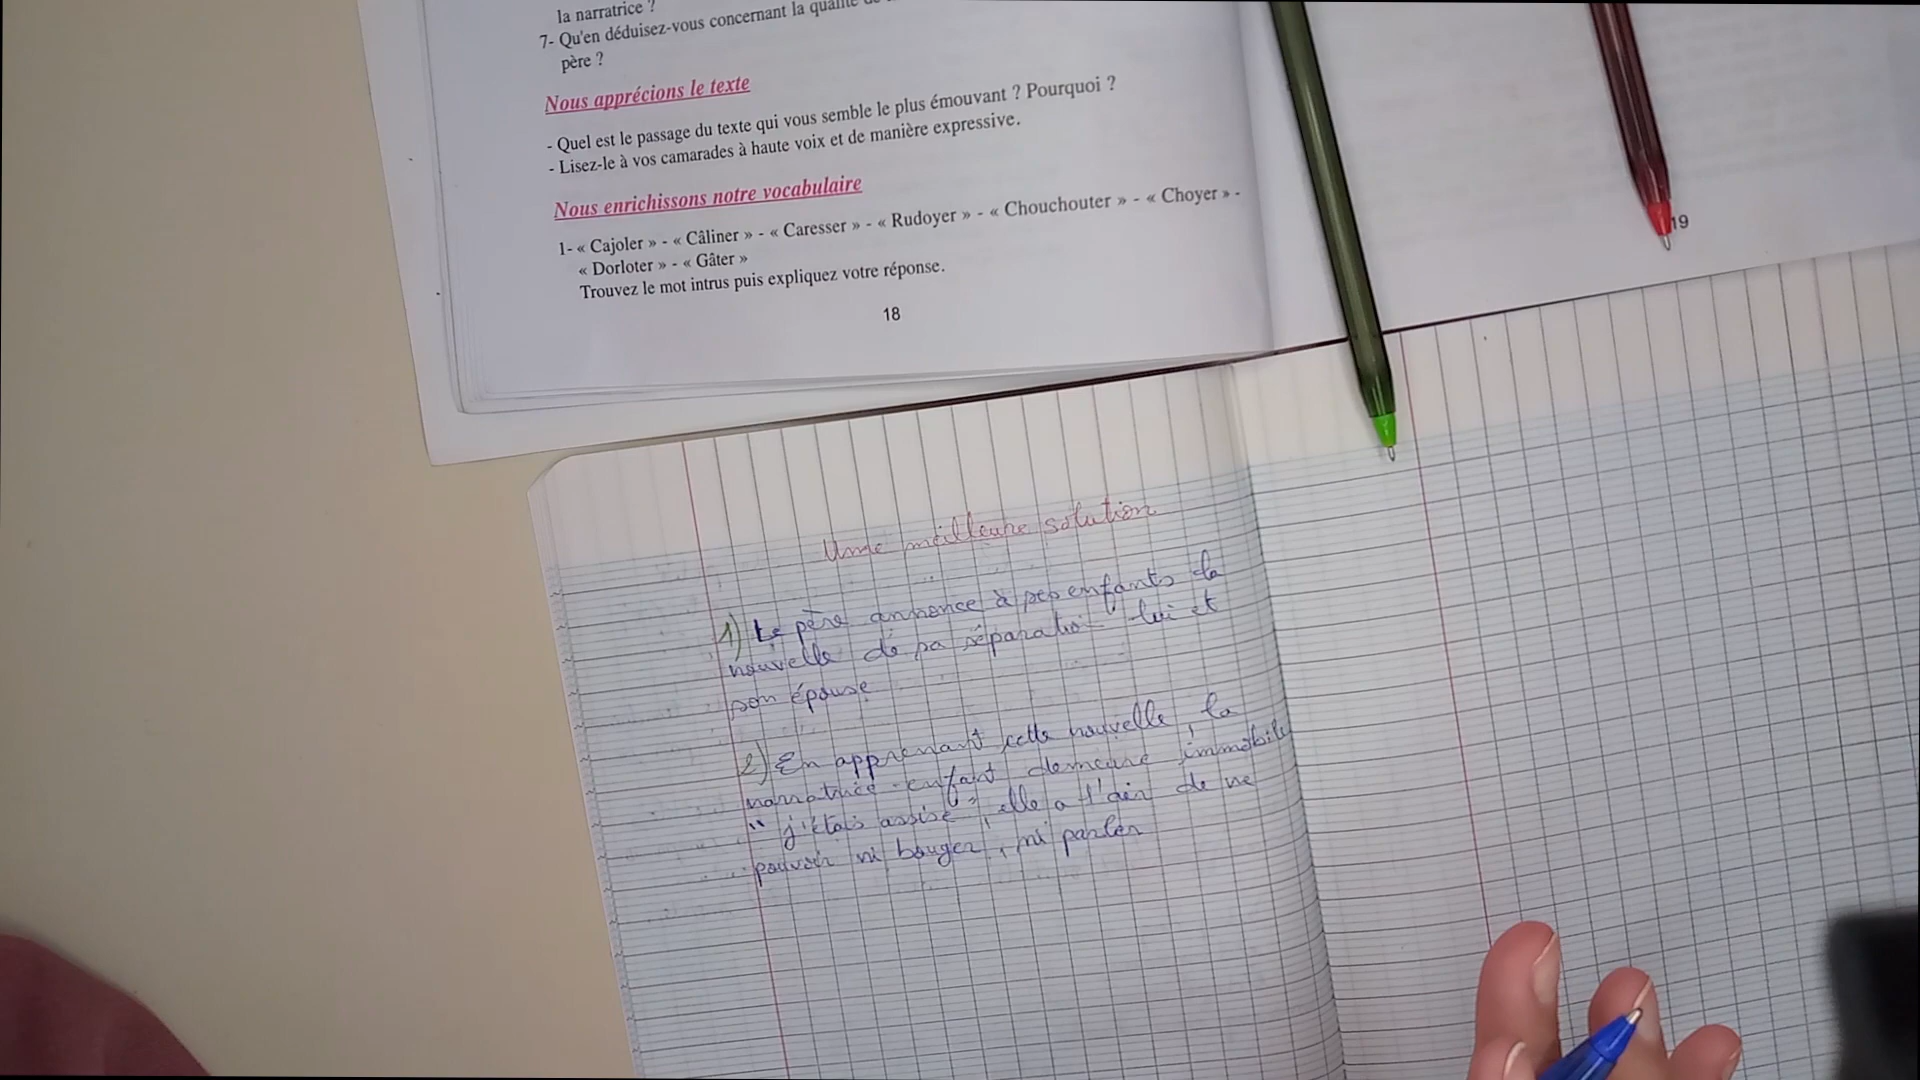 la narratrice ?
7- Qu'en déduisez-vous concernant la qualité de
père ?
Nous apprécions le texte
- Quel est le passage du texte qui vous semble le plus émouvant ? Pourquoi ?
- Lisez-le à vos camarades à haute voix et de manière expressive.
Nous enrichissons notre vocabulaire
1- « Cajoler » - « Câliner » - « Caresser » - « Rudoyer » - « Chouchouter » - « Choyer » -
« Dorloter » - « Gâter »
Trouvez le mot intrus puis expliquez votre réponse.
18
19
Une meilleure solution
1) Le père annonce à ses enfants la
nouvelle de sa séparation lui et
son épouse
2) En apprenant cette nouvelle, la
narratrice-enfant demeure immobile
" j'étais assise", elle a l'air de ne
pouvoir ni bouger, ni parler